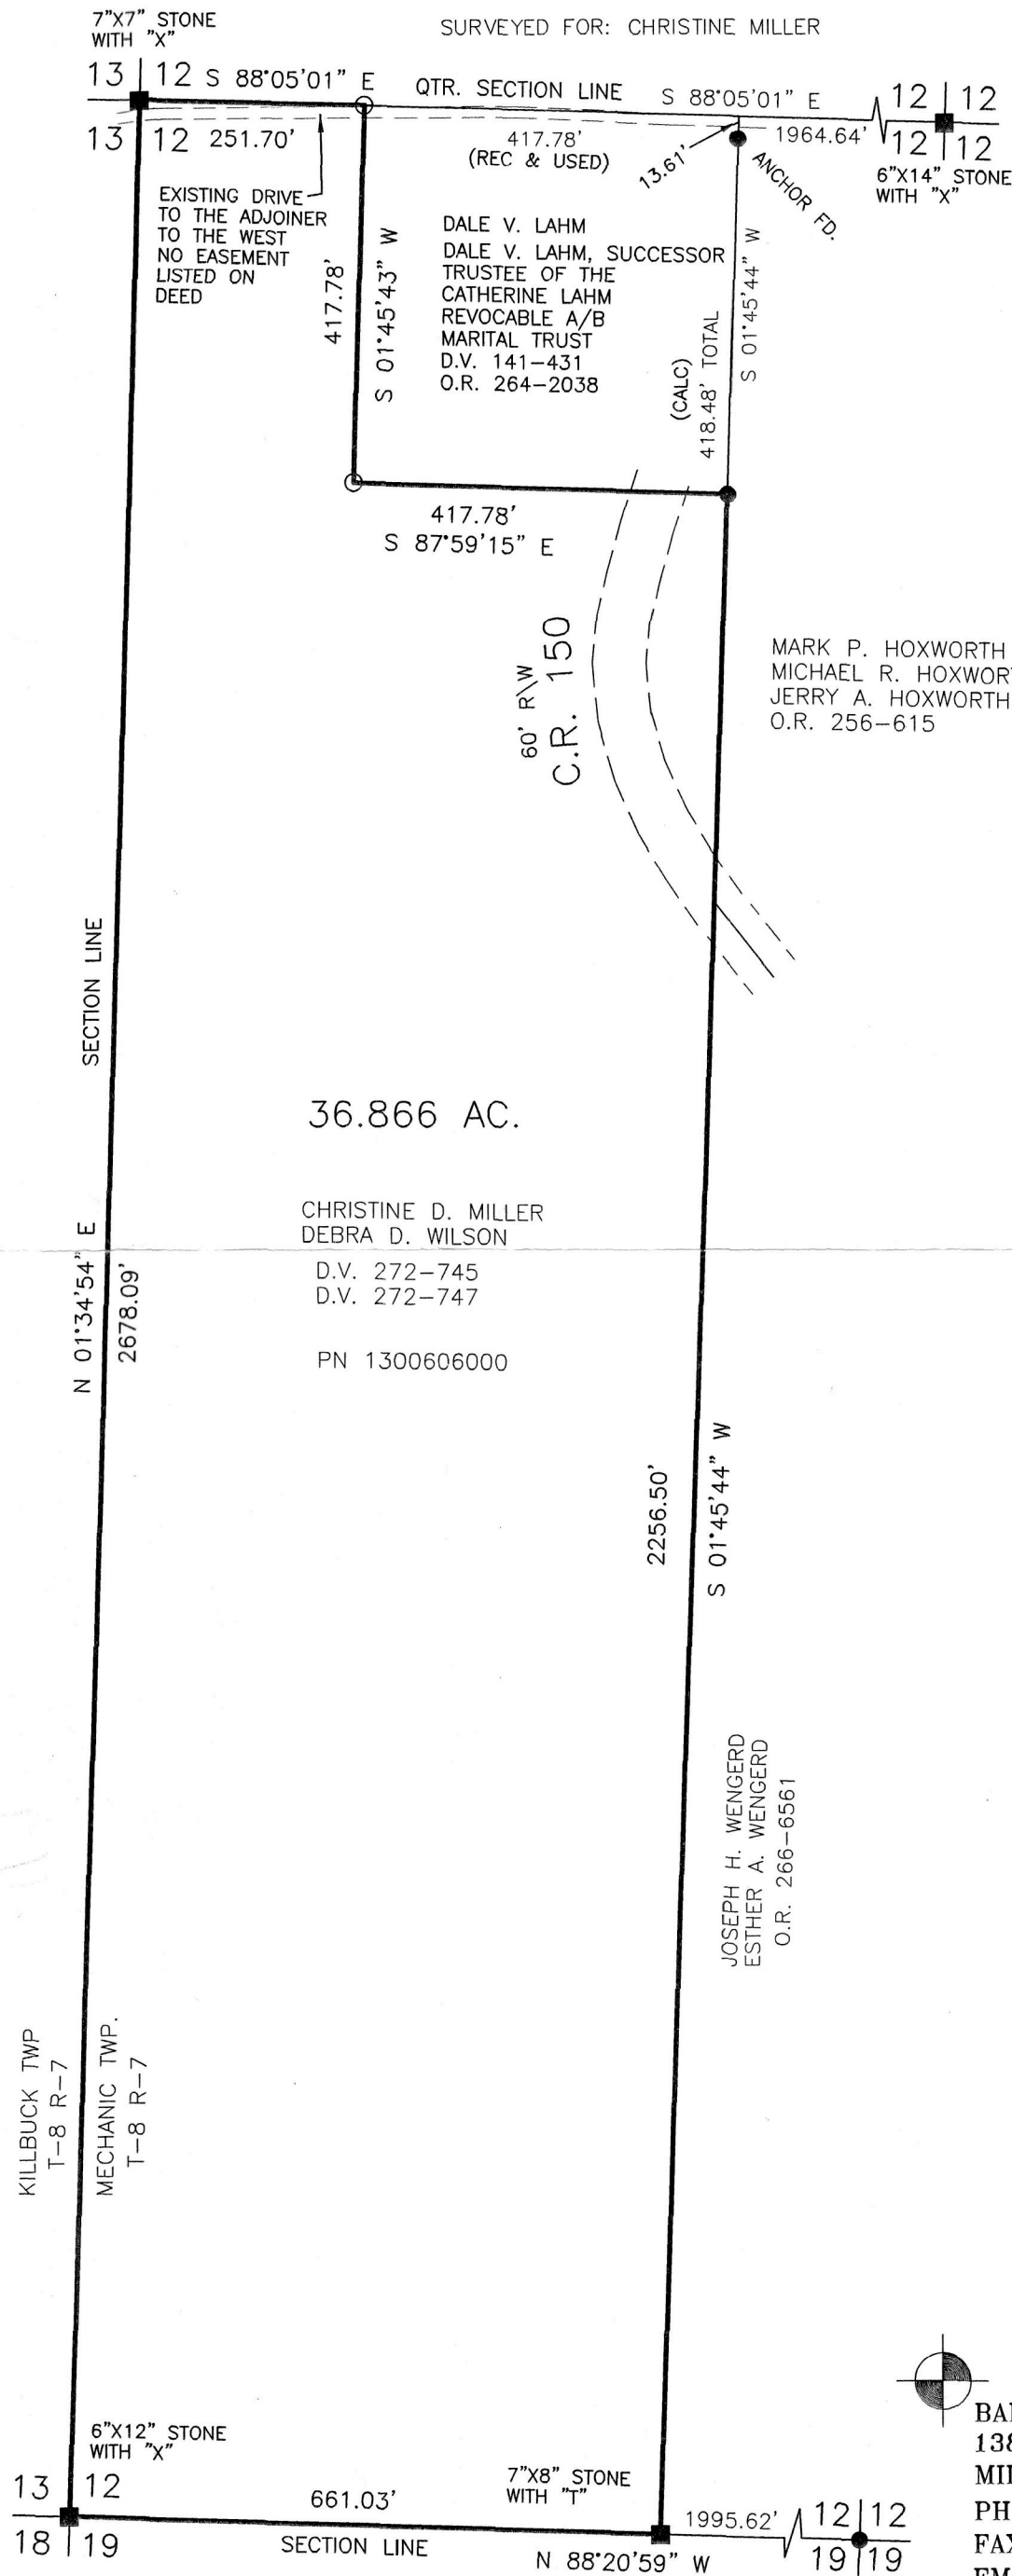 7"X7" STONE
WITH "X"
SURVEYED FOR: CHRISTINE MILLER
13 12
S 88°05'01" E
QTR. SECTION LINE
S 88°05'01" E
12 12
13 12
251.70'
417.78'
(REC & USED)
13.61'
1964.64'
12 12
ANCHOR FD.
6"X14" STONE
WITH "X"
EXISTING DRIVE
TO THE ADJOINER
TO THE WEST
NO EASEMENT
LISTED ON
DEED
417.78'
S 01°45'43" W
DALE V. LAHM
DALE V. LAHM, SUCCESSOR
TRUSTEE OF THE
CATHERINE LAHM
REVOCABLE A/B
MARITAL TRUST
D.V. 141-431
O.R. 264-2038
(CALC)
418.48' TOTAL
S 01°45'44" W
417.78'
S 87°59'15" E
60' R\W
C.R. 150
MARK P. HOXWORTH
MICHAEL R. HOXWORT
JERRY A. HOXWORTH
O.R. 256-615
SECTION LINE
36.866 AC.
CHRISTINE D. MILLER
DEBRA D. WILSON
D.V. 272-745
D.V. 272-747
PN 1300606000
N 01°34'54" E
2678.09'
2256.50'
S 01°45'44" W
JOSEPH H. WENGERD
ESTHER A. WENGERD
O.R. 266-6561
KILLBUCK TWP
T-8 R-7
MECHANIC TWP.
T-8 R-7
6"X12" STONE
WITH "X"
13 12
18 19
661.03'
SECTION LINE
7"X8" STONE
WITH "T"
N 88°20'59" W
1995.62'
12 12
19 19
BA
138
MI
PH
FA